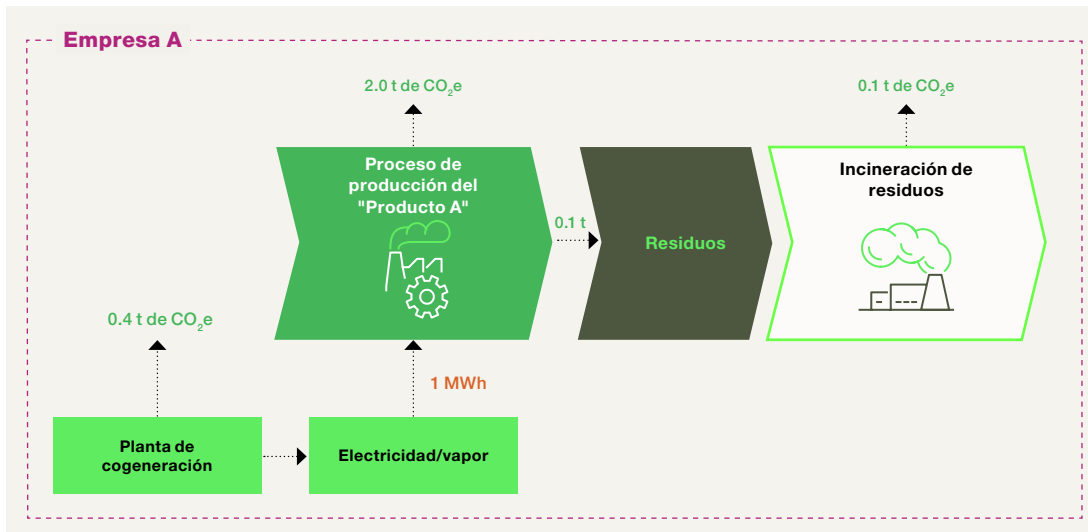 Empresa A
2.0 t de CO₂e
0.1 t de CO₂e
Proceso de
producción del
"Producto A"
Incineración de
residuos
0.1 t
Residuos
0.4 t de CO₂e
1 MWh
Planta de
cogeneración
Electricidad/vapor